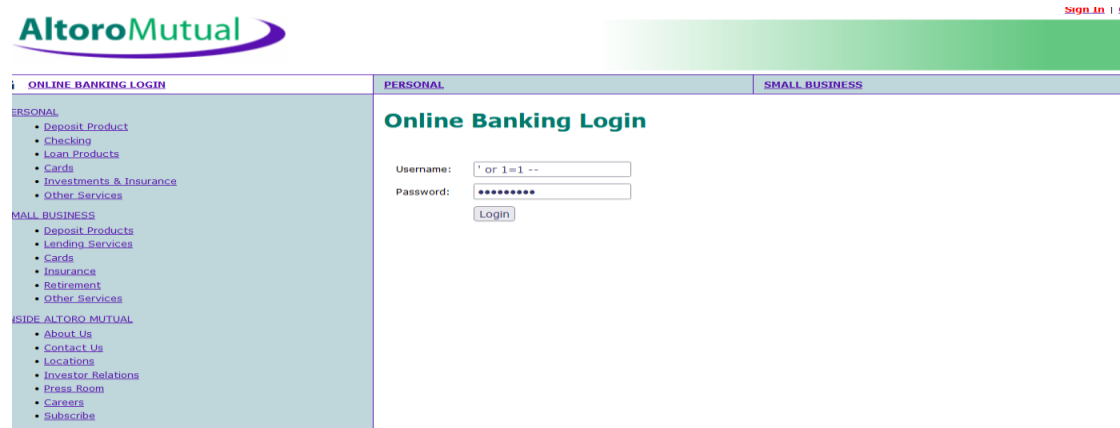 Sign In |
AltoroMutual
ONLINE BANKING LOGIN
PERSONAL
SMALL BUSINESS
ERSONAL
• Deposit Product
• Checking
• Loan Products
• Cards
• Investments & Insurance
• Other Services
MALL BUSINESS
• Deposit Products
• Lending Services
• Cards
• Insurance
• Retirement
• Other Services
NSIDE ALTORO MUTUAL
• About Us
• Contact Us
• Locations
• Investor Relations
• Press Room
• Careers
• Subscribe
Online Banking Login
Username: ' or 1=1 --
Password: •••••••••
Login